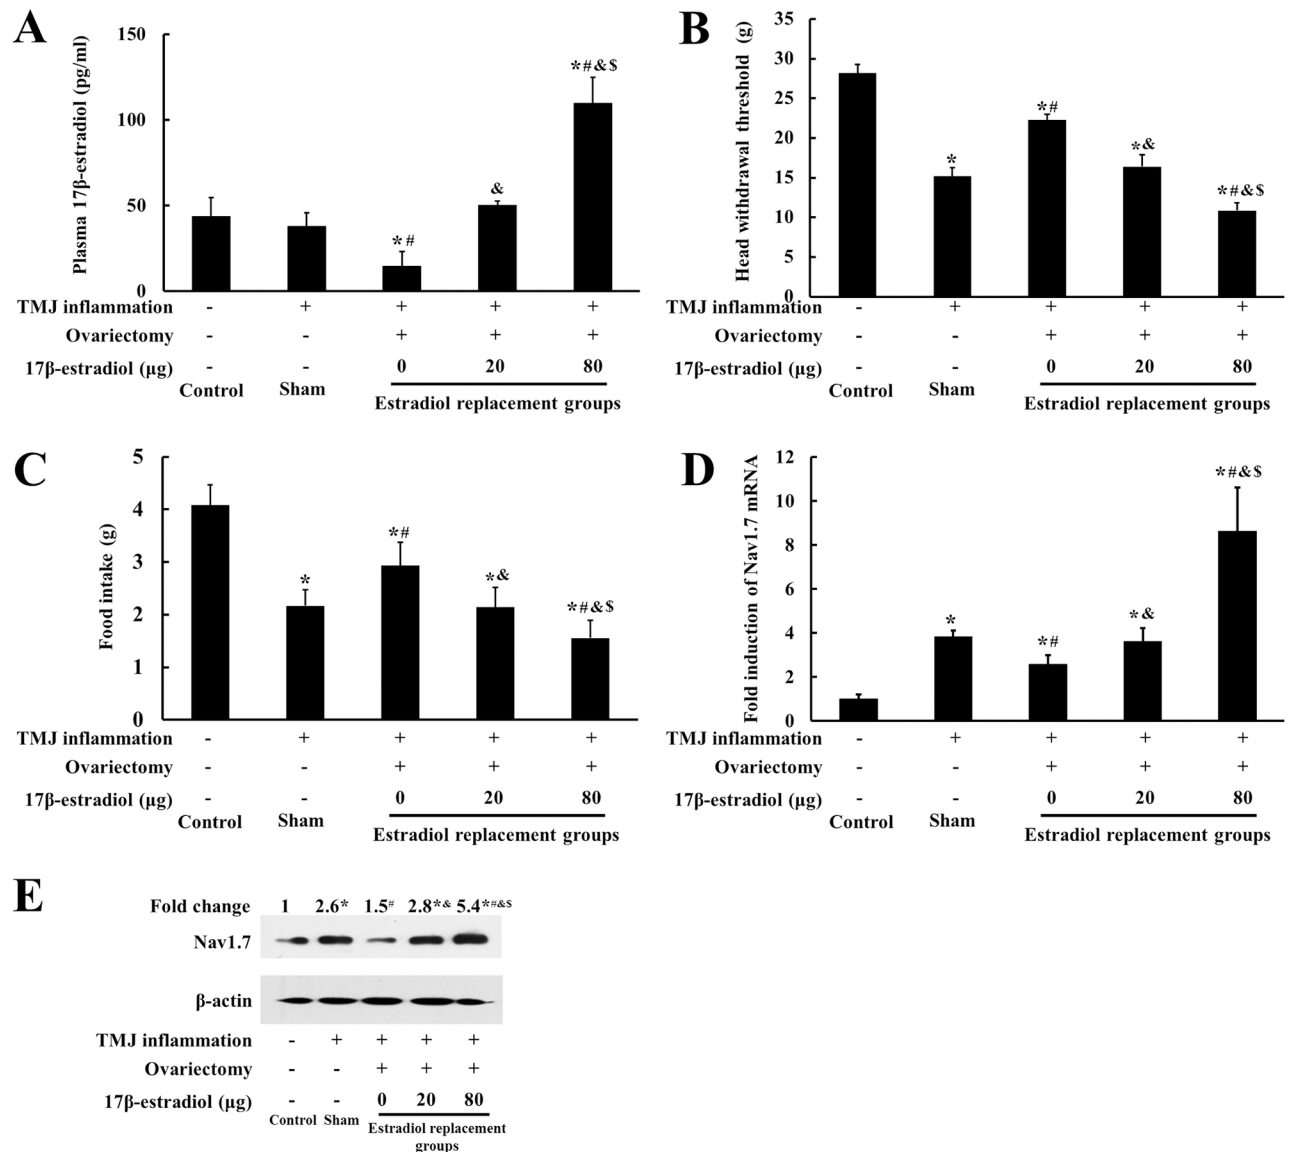 A
Plasma 17β-estradiol (pg/ml)
150
100
50
0
*#
&
*#&$
TMJ inflammation - + + + +
Ovariectomy - - + + +
17β-estradiol (μg) - - 0 20 80
Control Sham
Estradiol replacement groups
B
Head withdrawal threshold (g)
35
30
25
20
15
10
5
0
*
*#
*&
*#&$
TMJ inflammation - + + + +
Ovariectomy - - + + +
17β-estradiol (μg) - - 0 20 80
Control Sham
Estradiol replacement groups
C
Food intake (g)
5
4
3
2
1
0
*
*#
*&
*#&$
TMJ inflammation - + + + +
Ovariectomy - - + + +
17β-estradiol (μg) - - 0 20 80
Control Sham
Estradiol replacement groups
D
Fold induction of Nav1.7 mRNA
12
10
8
6
4
2
0
*
*#
*&
*#&$
TMJ inflammation - + + + +
Ovariectomy - - + + +
17β-estradiol (μg) - - 0 20 80
Control Sham
Estradiol replacement groups
E
Fold change 1 2.6* 1.5# 2.8*& 5.4*#&$
Nav1.7
β-actin
TMJ inflammation - + + + +
Ovariectomy - - + + +
17β-estradiol (μg) - - 0 20 80
Control Sham
Estradiol replacement
groups